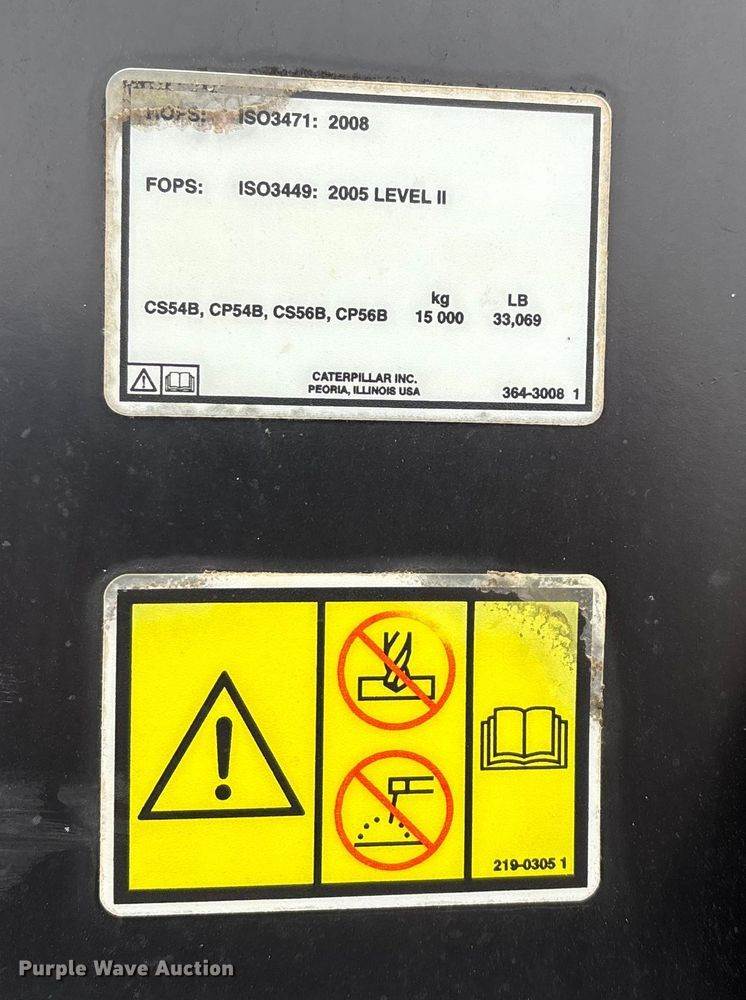 ROPS: ISO3471: 2008
FOPS: ISO3449: 2005 LEVEL II
kg LB
CS54B, CP54B, CS56B, CP56B 15 000 33,069
CATERPILLAR INC.
PEORIA, ILLINOIS USA
364-3008 1
219-0305 1
Purple Wave Auction